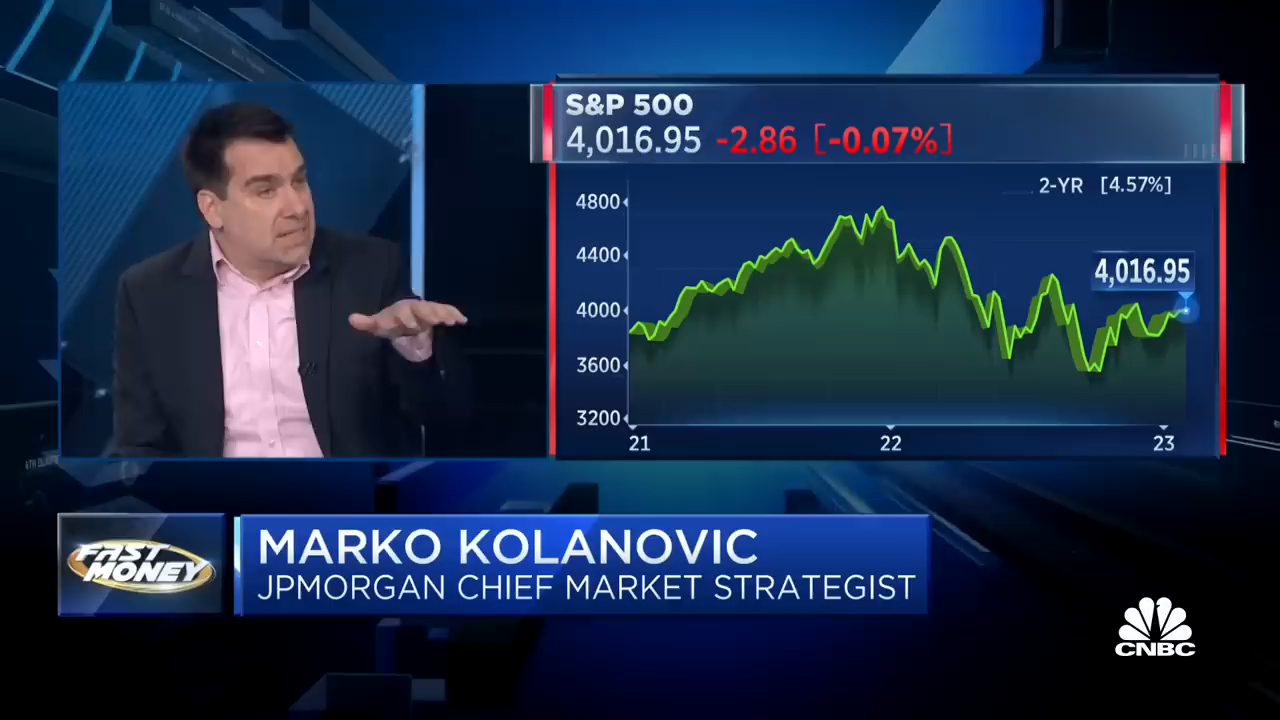 S&P 500
4,016.95 -2.86 [-0.07%]
2-YR [4.57%]
4800
4400
4000
3600
3200
4,016.95
21 22 23
FAST
MONEY
MARKO KOLANOVIC
JPMORGAN CHIEF MARKET STRATEGIST
CNBC